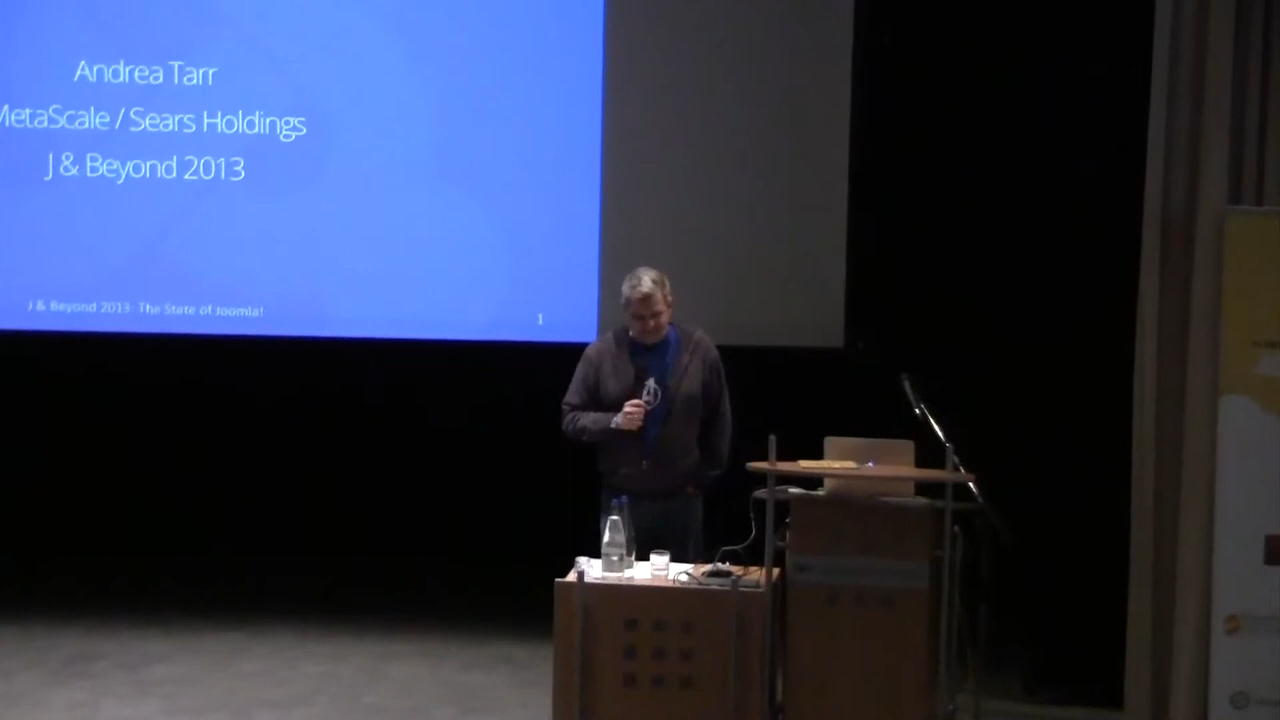 Andrea Tarr
MetaScale / Sears Holdings
J & Beyond 2013
J & Beyond 2013: The State of Joomla!
1